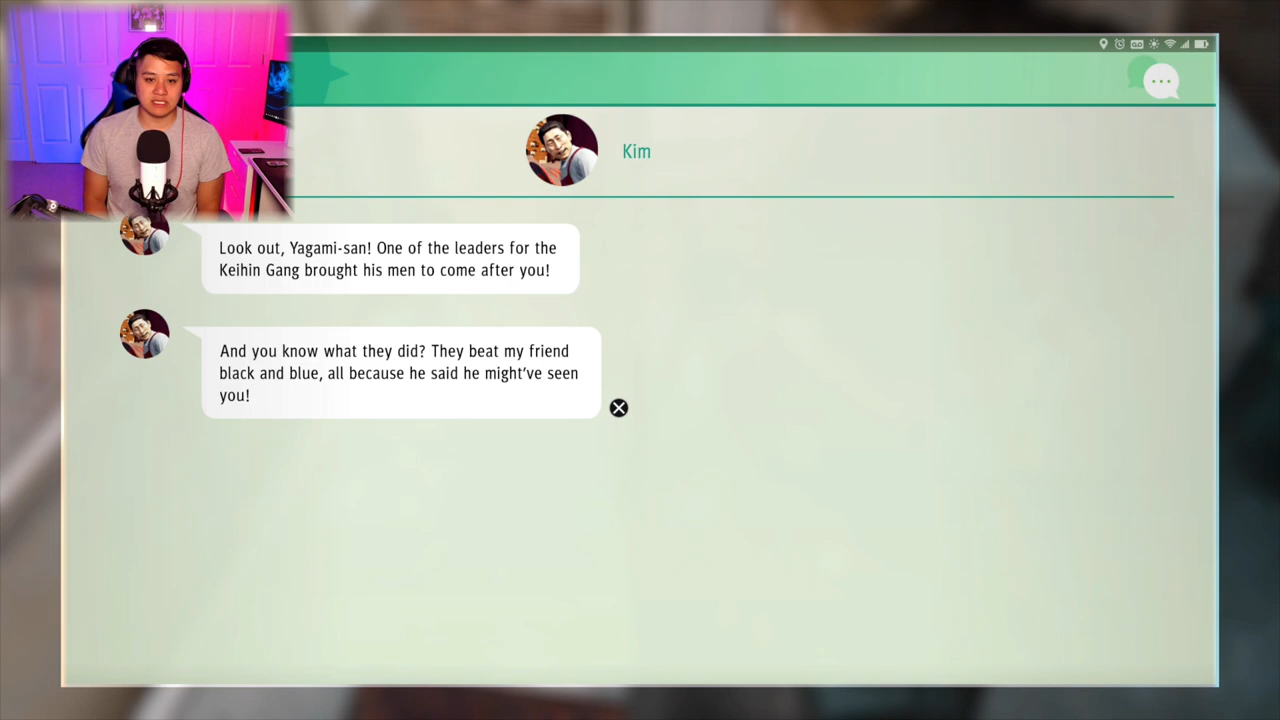 Kim
Look out, Yagami-san! One of the leaders for the
Keihin Gang brought his men to come after you!
And you know what they did? They beat my friend
black and blue, all because he said he might've seen
you!